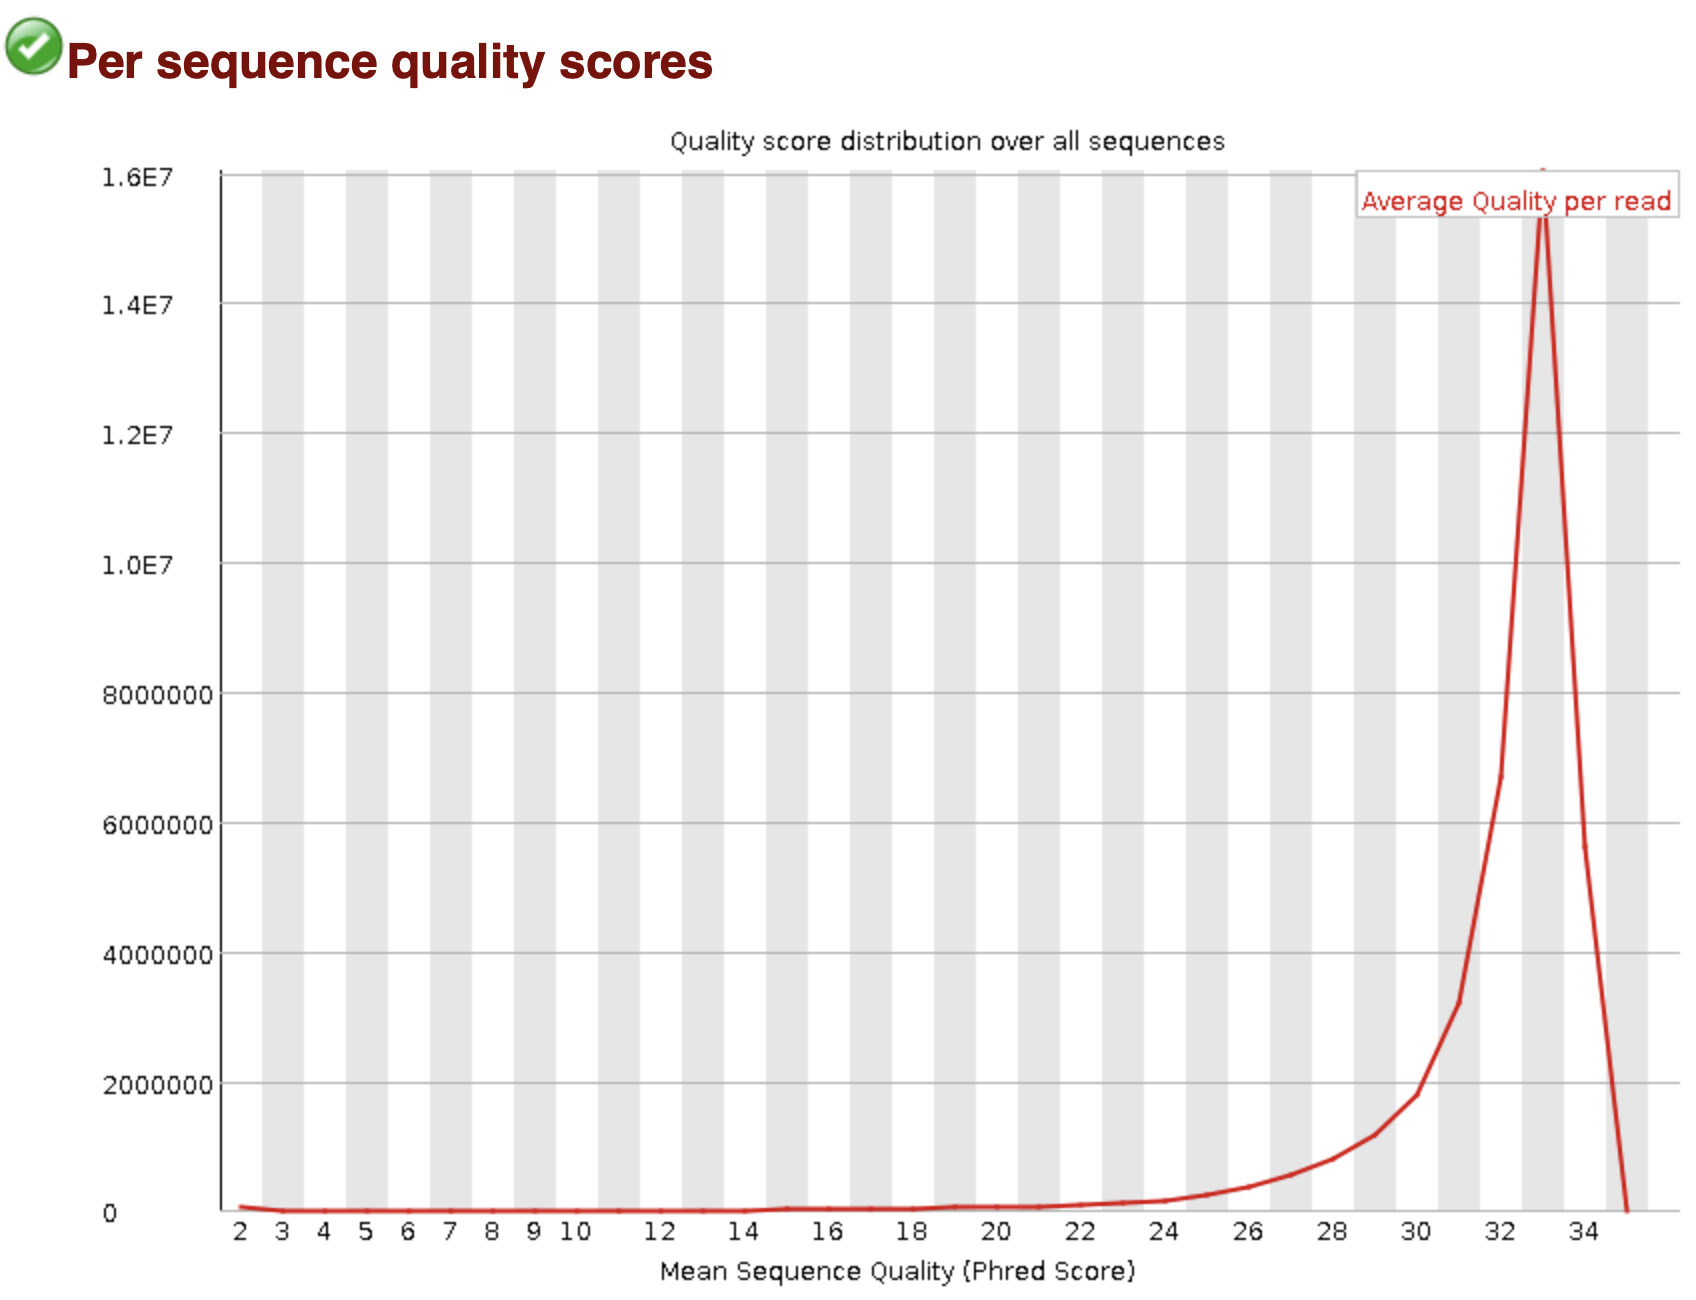 Per sequence quality scores
Quality score distribution over all sequences
1.6E7
Average Quality per read
1.4E7
1.2E7
1.0E7
8000000
6000000
4000000
2000000
0
2 3 4 5 6 7 8 9 10 12 14 16 18 20 22 24 26 28 30 32 34
Mean Sequence Quality (Phred Score)